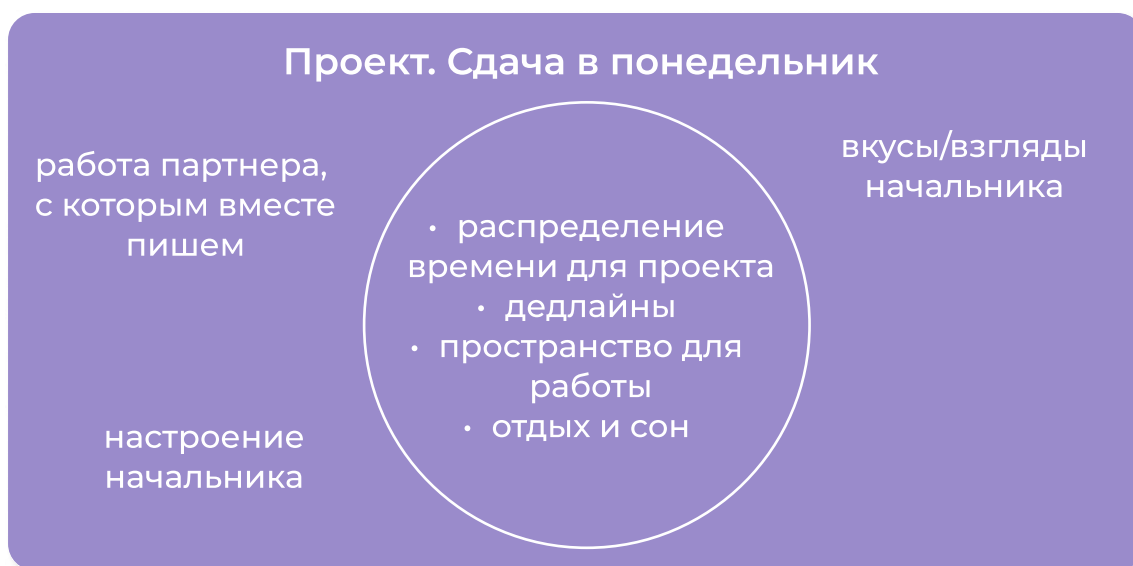 Проект. Сдача в понедельник
работа партнера,
с которым вместе
пишем
вкусы/взгляды
начальника
• распределение
времени для проекта
• дедлайны
• пространство для
работы
• отдых и сон
настроение
начальника